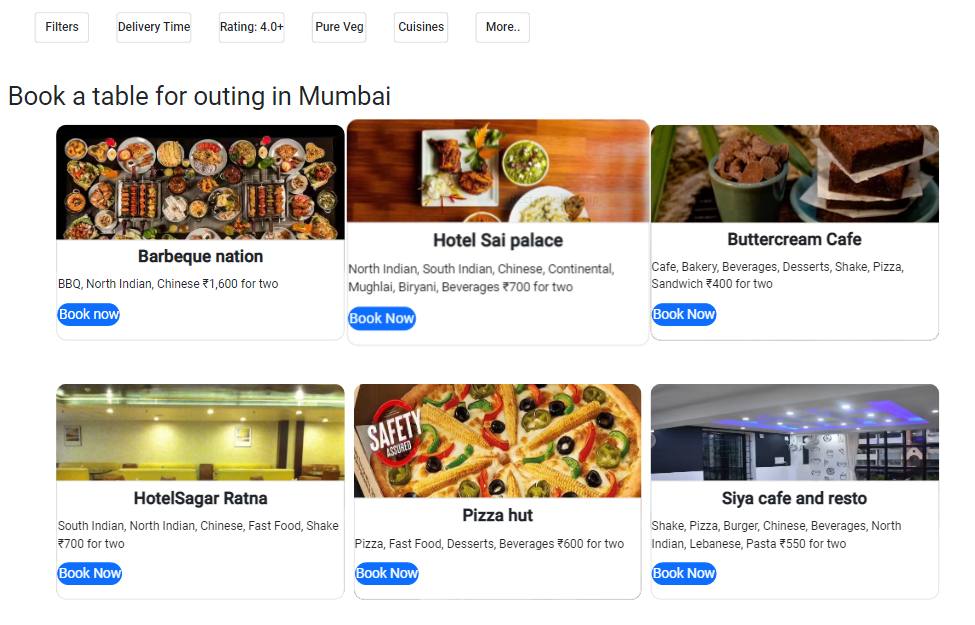 Filters Delivery Time Rating: 4.0+ Pure Veg Cuisines More..
Book a table for outing in Mumbai
Barbeque nation
BBQ, North Indian, Chinese ₹1,600 for two
Book now
Hotel Sai palace
North Indian, South Indian, Chinese, Continental,
Mughlai, Biryani, Beverages ₹700 for two
Book Now
Buttercream Cafe
Cafe, Bakery, Beverages, Desserts, Shake, Pizza,
Sandwich ₹400 for two
Book Now
HotelSagar Ratna
South Indian, North Indian, Chinese, Fast Food, Shake
₹700 for two
Book Now
SAFETY
ASSURED
Pizza hut
Pizza, Fast Food, Desserts, Beverages ₹600 for two
Book Now
Siya cafe and resto
Shake, Pizza, Burger, Chinese, Beverages, North
Indian, Lebanese, Pasta ₹550 for two
Book Now